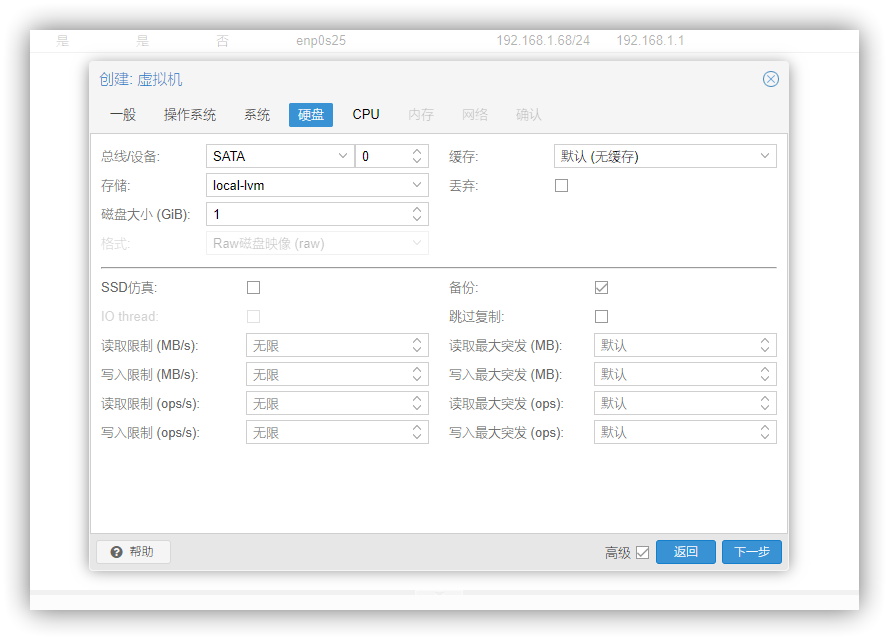 是 是 否 enp0s25 192.168.1.68/24 192.168.1.1
创建: 虚拟机
一般 操作系统 系统 硬盘 CPU 内存 网络 确认
总线/设备: SATA 0 缓存: 默认 (无缓存)
存储: local-lvm 丢弃:
磁盘大小 (GiB): 1
格式: Raw磁盘映像 (raw)
SSD仿真: 备份:
IO thread: 跳过复制:
读取限制 (MB/s): 无限 读取最大突发 (MB): 默认
写入限制 (MB/s): 无限 写入最大突发 (MB): 默认
读取限制 (ops/s): 无限 读取最大突发 (ops): 默认
写入限制 (ops/s): 无限 写入最大突发 (ops): 默认
帮助 高级 返回 下一步